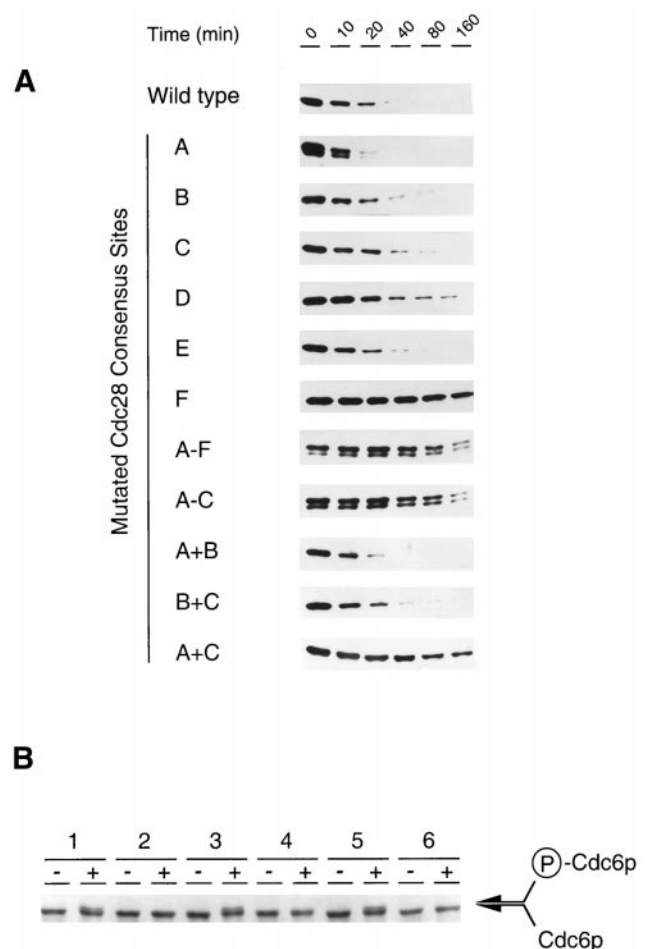 Time (min) 0 10 20 40 80 160
A
Wild type
Mutated Cdc28 Consensus Sites
A
B
C
D
E
F
A-F
A-C
A+B
B+C
A+C
B
1 2 3 4 5 6
- + - + - + - + - + - +
P -Cdc6p
Cdc6p